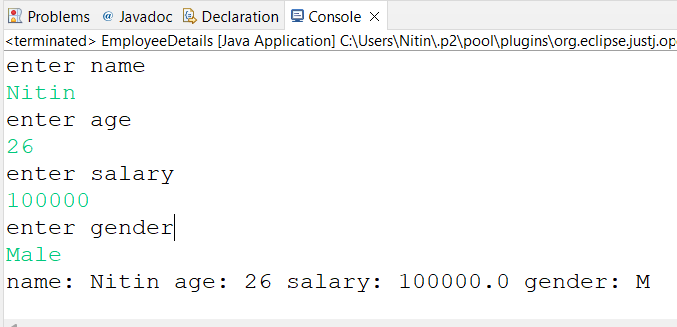 Problems @ Javadoc Declaration Console
<terminated> EmployeeDetails [Java Application] C:\Users\Nitin\.p2\pool\plugins\org.eclipse.justj.op
enter name
Nitin
enter age
26
enter salary
100000
enter gender
Male
name: Nitin age: 26 salary: 100000.0 gender: M